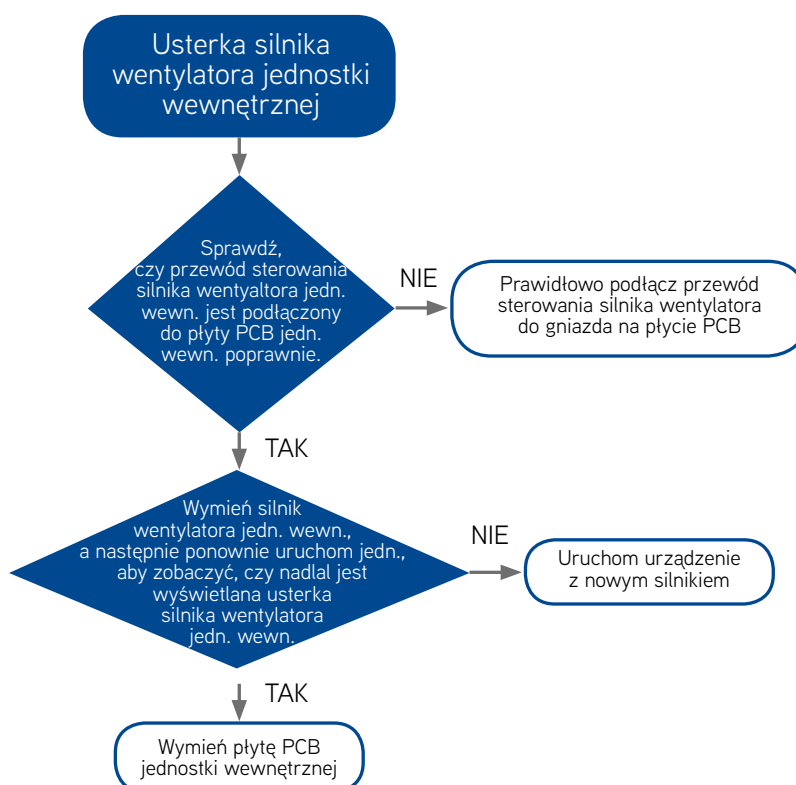 Usterka silnika
wentylatora jednostki
wewnętrznej
Sprawdź,
czy przewód sterowania
silnika wentyaltora jedn.
wewn. jest podłączony
do płyty PCB jedn.
wewn. poprawnie.
NIE
Prawidłowo podłącz przewód
sterowania silnika wentylatora
do gniazda na płycie PCB
TAK
Wymień silnik
wentylatora jedn. wewn.,
a następnie ponownie uruchom jedn.,
aby zobaczyć, czy nadlal jest
wyświetlana usterka
silnika wentylatora
jedn. wewn.
NIE
Uruchom urządzenie
z nowym silnikiem
TAK
Wymień płytę PCB
jednostki wewnętrznej